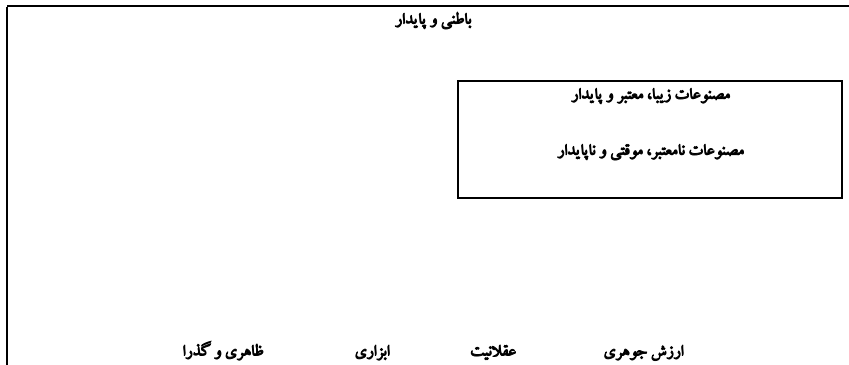 باطنی و پایدار
مصنوعات زیبا، معتبر و پایدار
مصنوعات نامعتبر، موقتی و ناپایدار
ارزش جوهری عقلانیت ابزاری ظاهری و گذرا